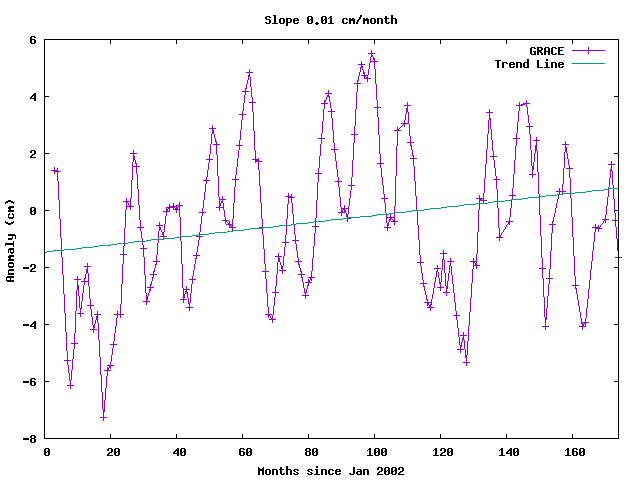 Slope 0.01 cm/month
GRACE
Trend Line
6
4
2
0
-2
-4
-6
-8
Anomaly (cm)
0 20 40 60 80 100 120 140 160
Months since Jan 2002